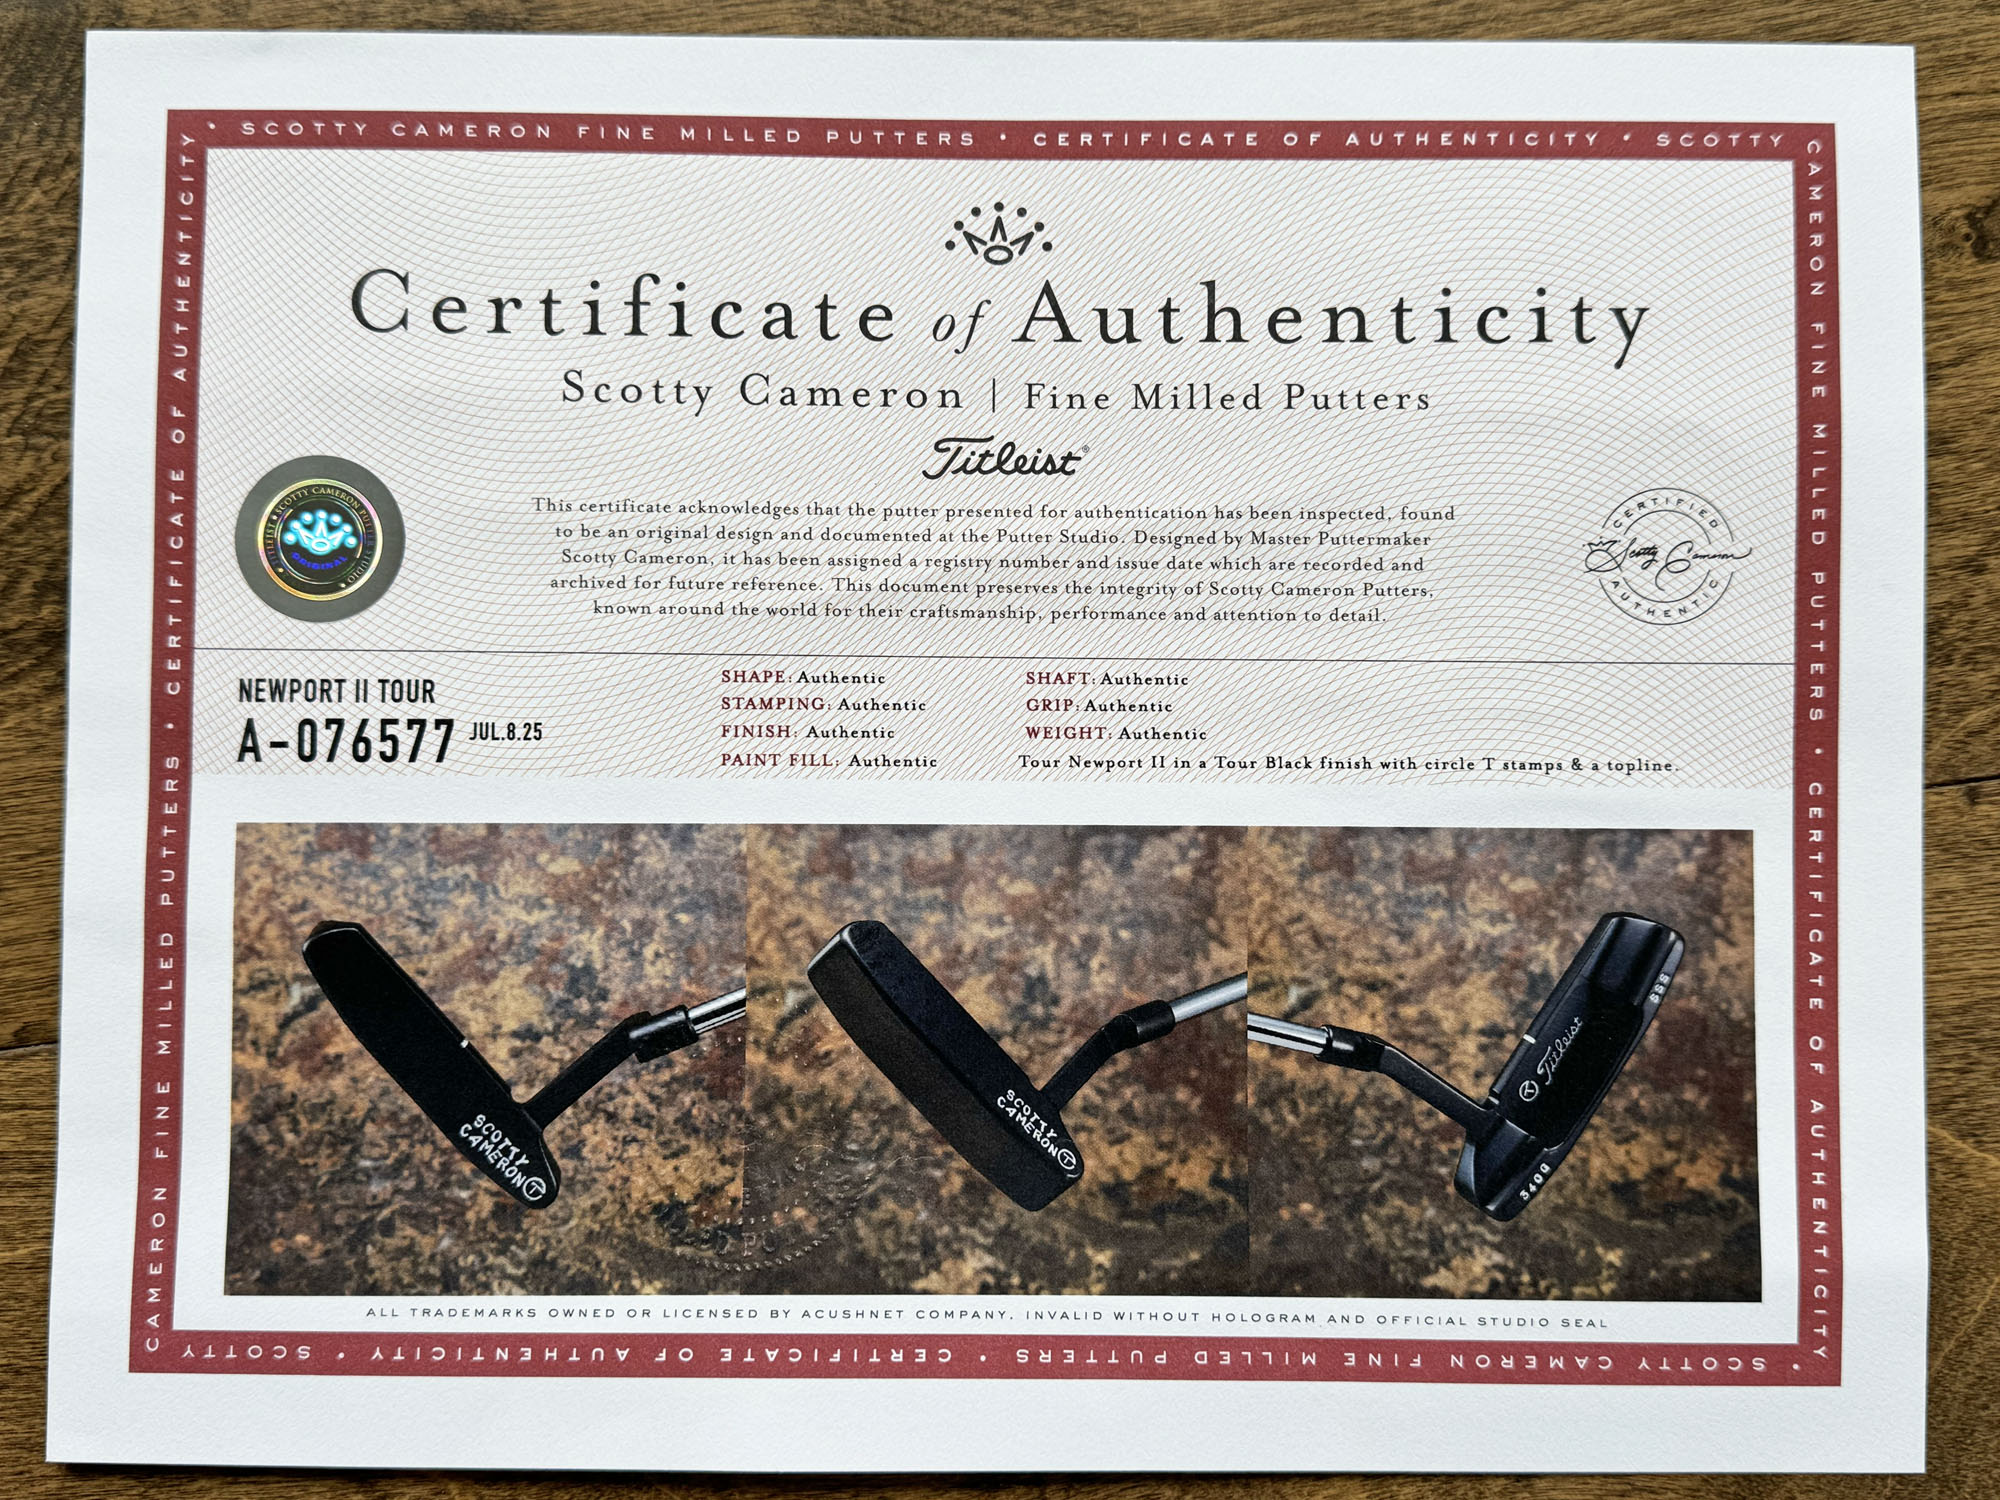 • SCOTTY CAMERON FINE MILLED PUTTERS • CERTIFICATE OF AUTHENTICITY • SCOTTY
CAMERON FINE MILLED PUTTERS • CERTIFICATE OF AUTHENTICITY
Certificate of Authenticity
Scotty Cameron | Fine Milled Putters
Titleist®
SCOTTY CAMERON PUTTER STUDIO • TITLEIST •
ORIGINAL
This certificate acknowledges that the putter presented for authentication has been inspected, found
to be an original design and documented at the Putter Studio. Designed by Master Puttermaker
Scotty Cameron, it has been assigned a registry number and issue date which are recorded and
archived for future reference. This document preserves the integrity of Scotty Cameron Putters,
known around the world for their craftsmanship, performance and attention to detail.
CERTIFIED
Scotty Cameron
AUTHENTIC
NEWPORT II TOUR
A-076577 JUL.8.25
SHAPE: Authentic
STAMPING: Authentic
FINISH: Authentic
PAINT FILL: Authentic
SHAFT: Authentic
GRIP: Authentic
WEIGHT: Authentic
Tour Newport II in a Tour Black finish with circle T stamps & a topline.
SCOTTY
CAMERON T
SCOTTY
CAMERON T
SSS
Titleist
T
340G
ALL TRADEMARKS OWNED OR LICENSED BY ACUSHNET COMPANY. INVALID WITHOUT HOLOGRAM AND OFFICIAL STUDIO SEAL
• SCOTTY CAMERON FINE MILLED PUTTERS • CERTIFICATE OF AUTHENTICITY • SCOTTY
CAMERON FINE MILLED PUTTERS • CERTIFICATE OF AUTHENTICITY